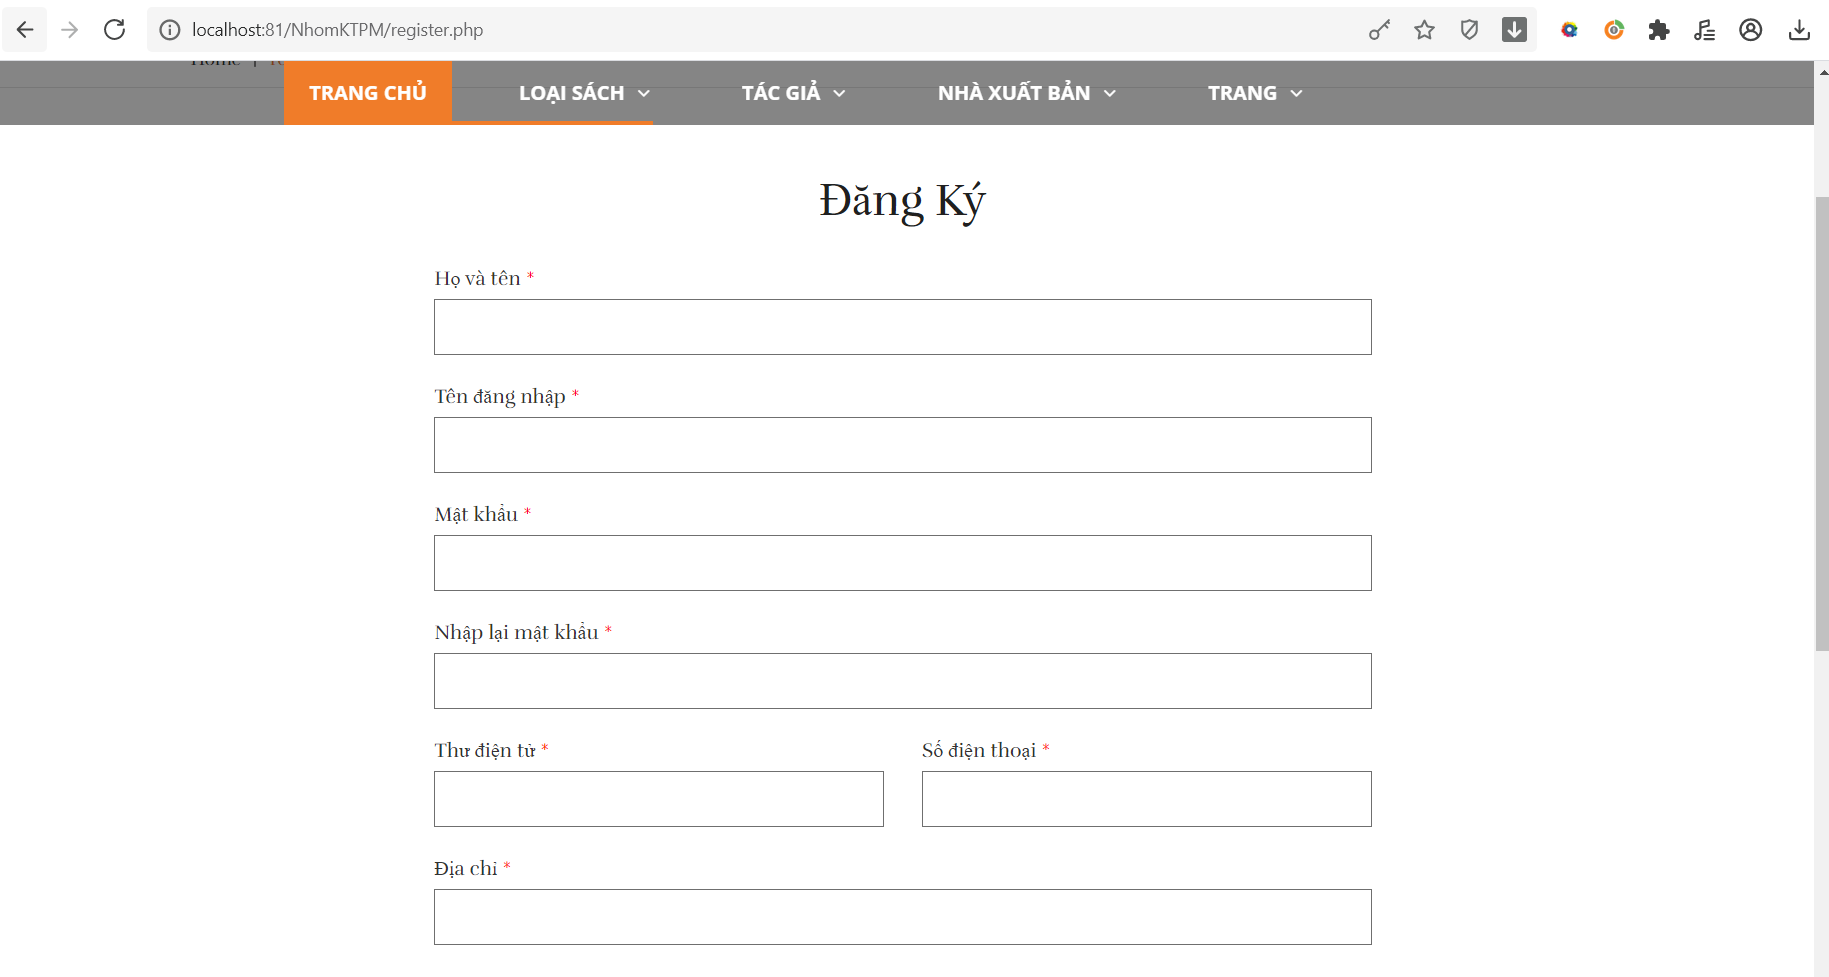 localhost:81/NhomKTPM/register.php
Home |
TRANG CHỦ LOẠI SÁCH TÁC GIẢ NHÀ XUẤT BẢN TRANG
Đăng Ký
Họ và tên *
Tên đăng nhập *
Mật khẩu *
Nhập lại mật khẩu *
Thư điện tử * Số điện thoại *
Địa chỉ *